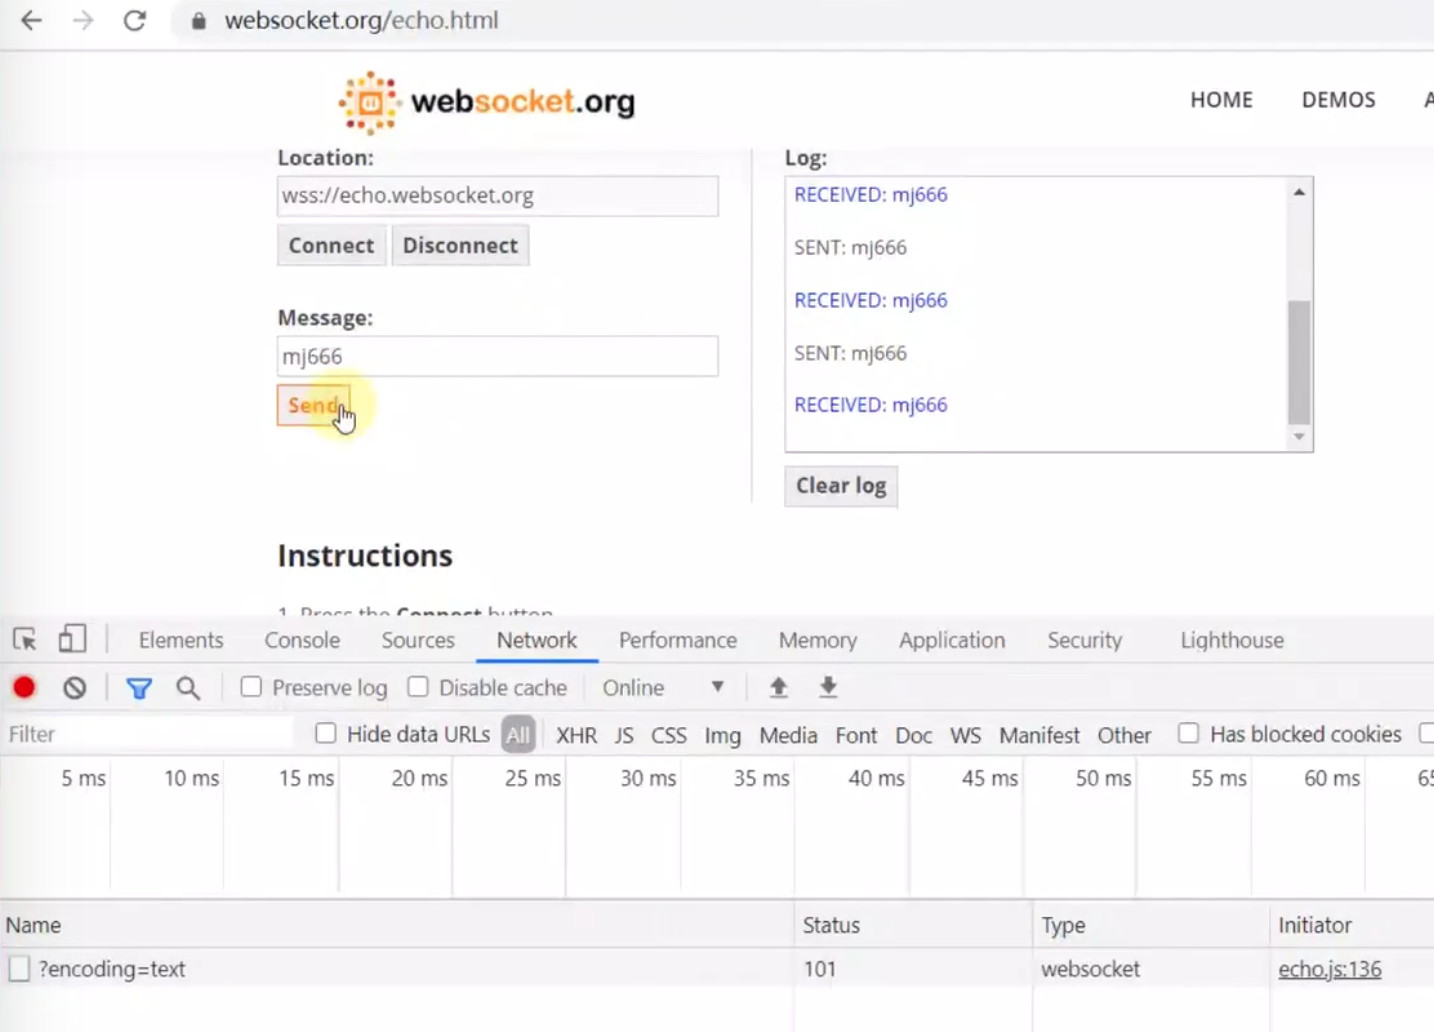 websocket.org/echo.html
websocket.org
HOME DEMOS
Location:
wss://echo.websocket.org
Connect Disconnect
Message:
mj666
Send
Log:
RECEIVED: mj666
SENT: mj666
RECEIVED: mj666
SENT: mj666
RECEIVED: mj666
Clear log
Instructions
1. Press the Connect button
Elements Console Sources Network Performance Memory Application Security Lighthouse
Preserve log Disable cache Online
Filter Hide data URLs All XHR JS CSS Img Media Font Doc WS Manifest Other Has blocked cookies
5 ms 10 ms 15 ms 20 ms 25 ms 30 ms 35 ms 40 ms 45 ms 50 ms 55 ms 60 ms
Name Status Type Initiator
?encoding=text 101 websocket echo.js:136